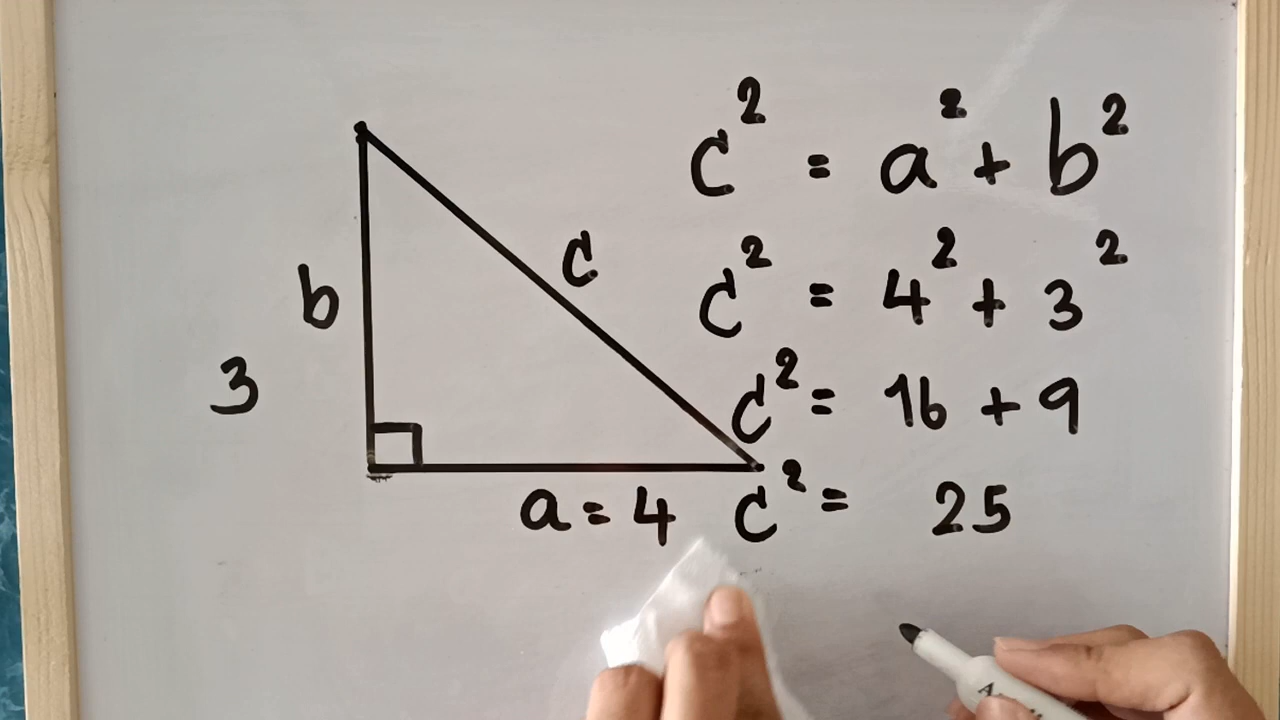 c² = a² + b²
b
c
c² = 4² + 3²
3
c² = 16 + 9
a = 4
c² = 25